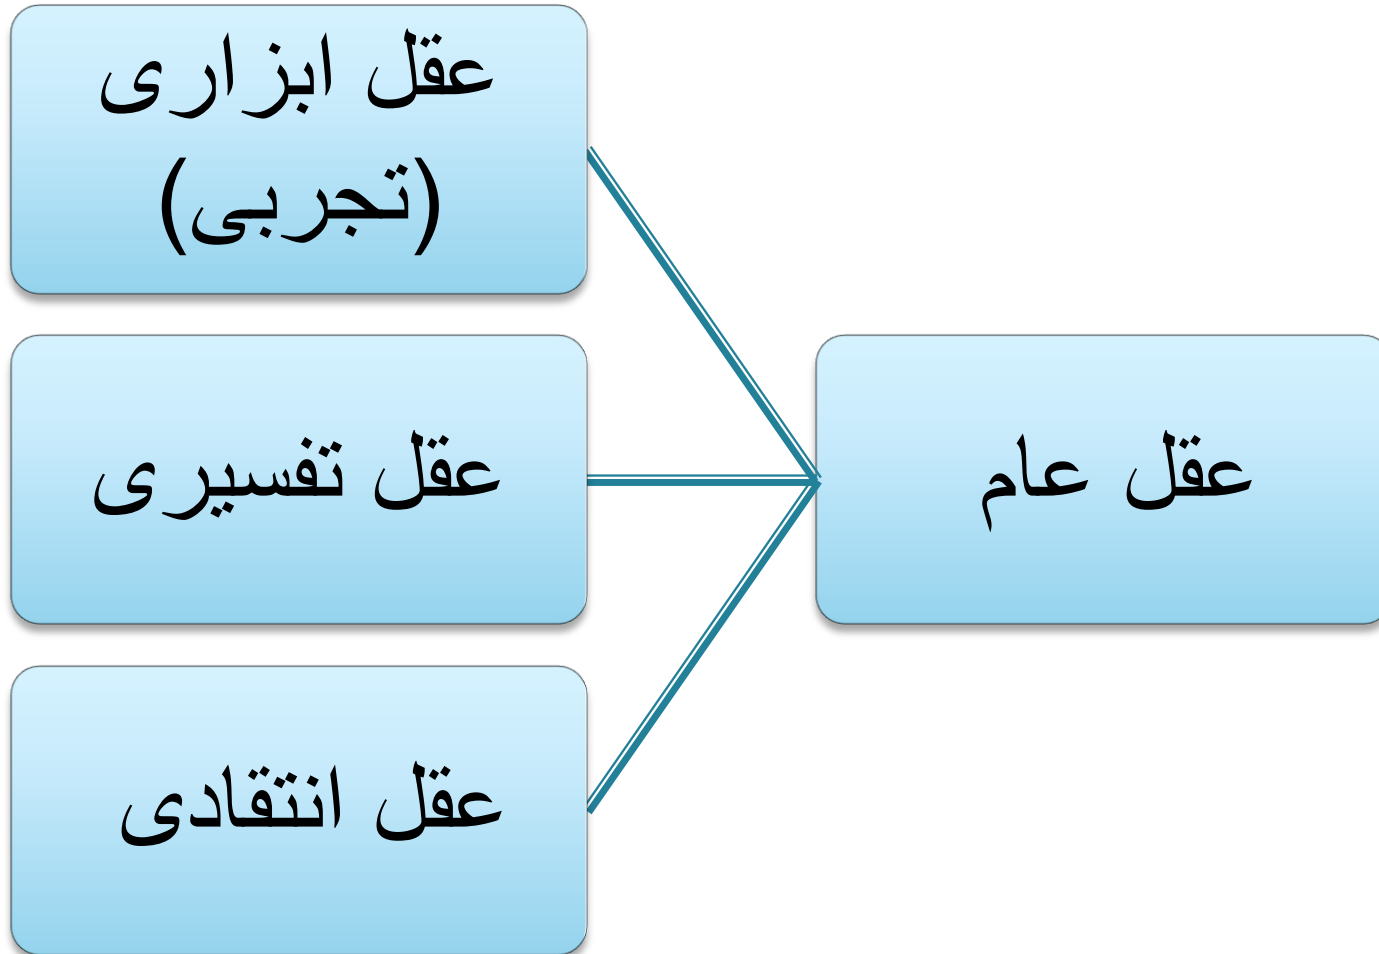 عقل عام
عقل ابزاری
(تجربی)
عقل تفسیری
عقل انتقادی